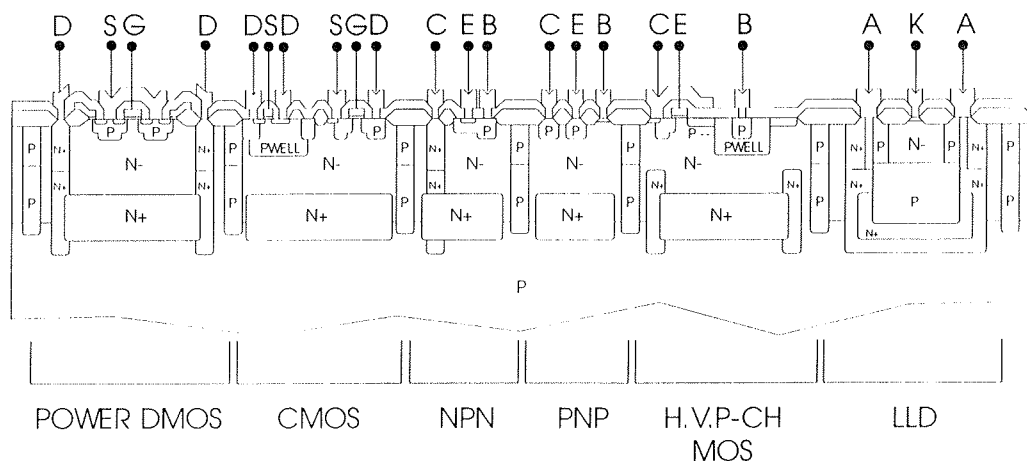 D S G D D S D S G D C E B C E B C E B A K A
P P P P P P P P
PWELL PWELL
P N+ N- N+ P N- P N+ N- P N- P N- P N+ P N- P N+ P
N+ N+ N+
P N+ P P N+ P N+ P N+ P N+ P P P P
N+ N+
P
POWER DMOS CMOS NPN PNP H.V.P-CH MOS LLD